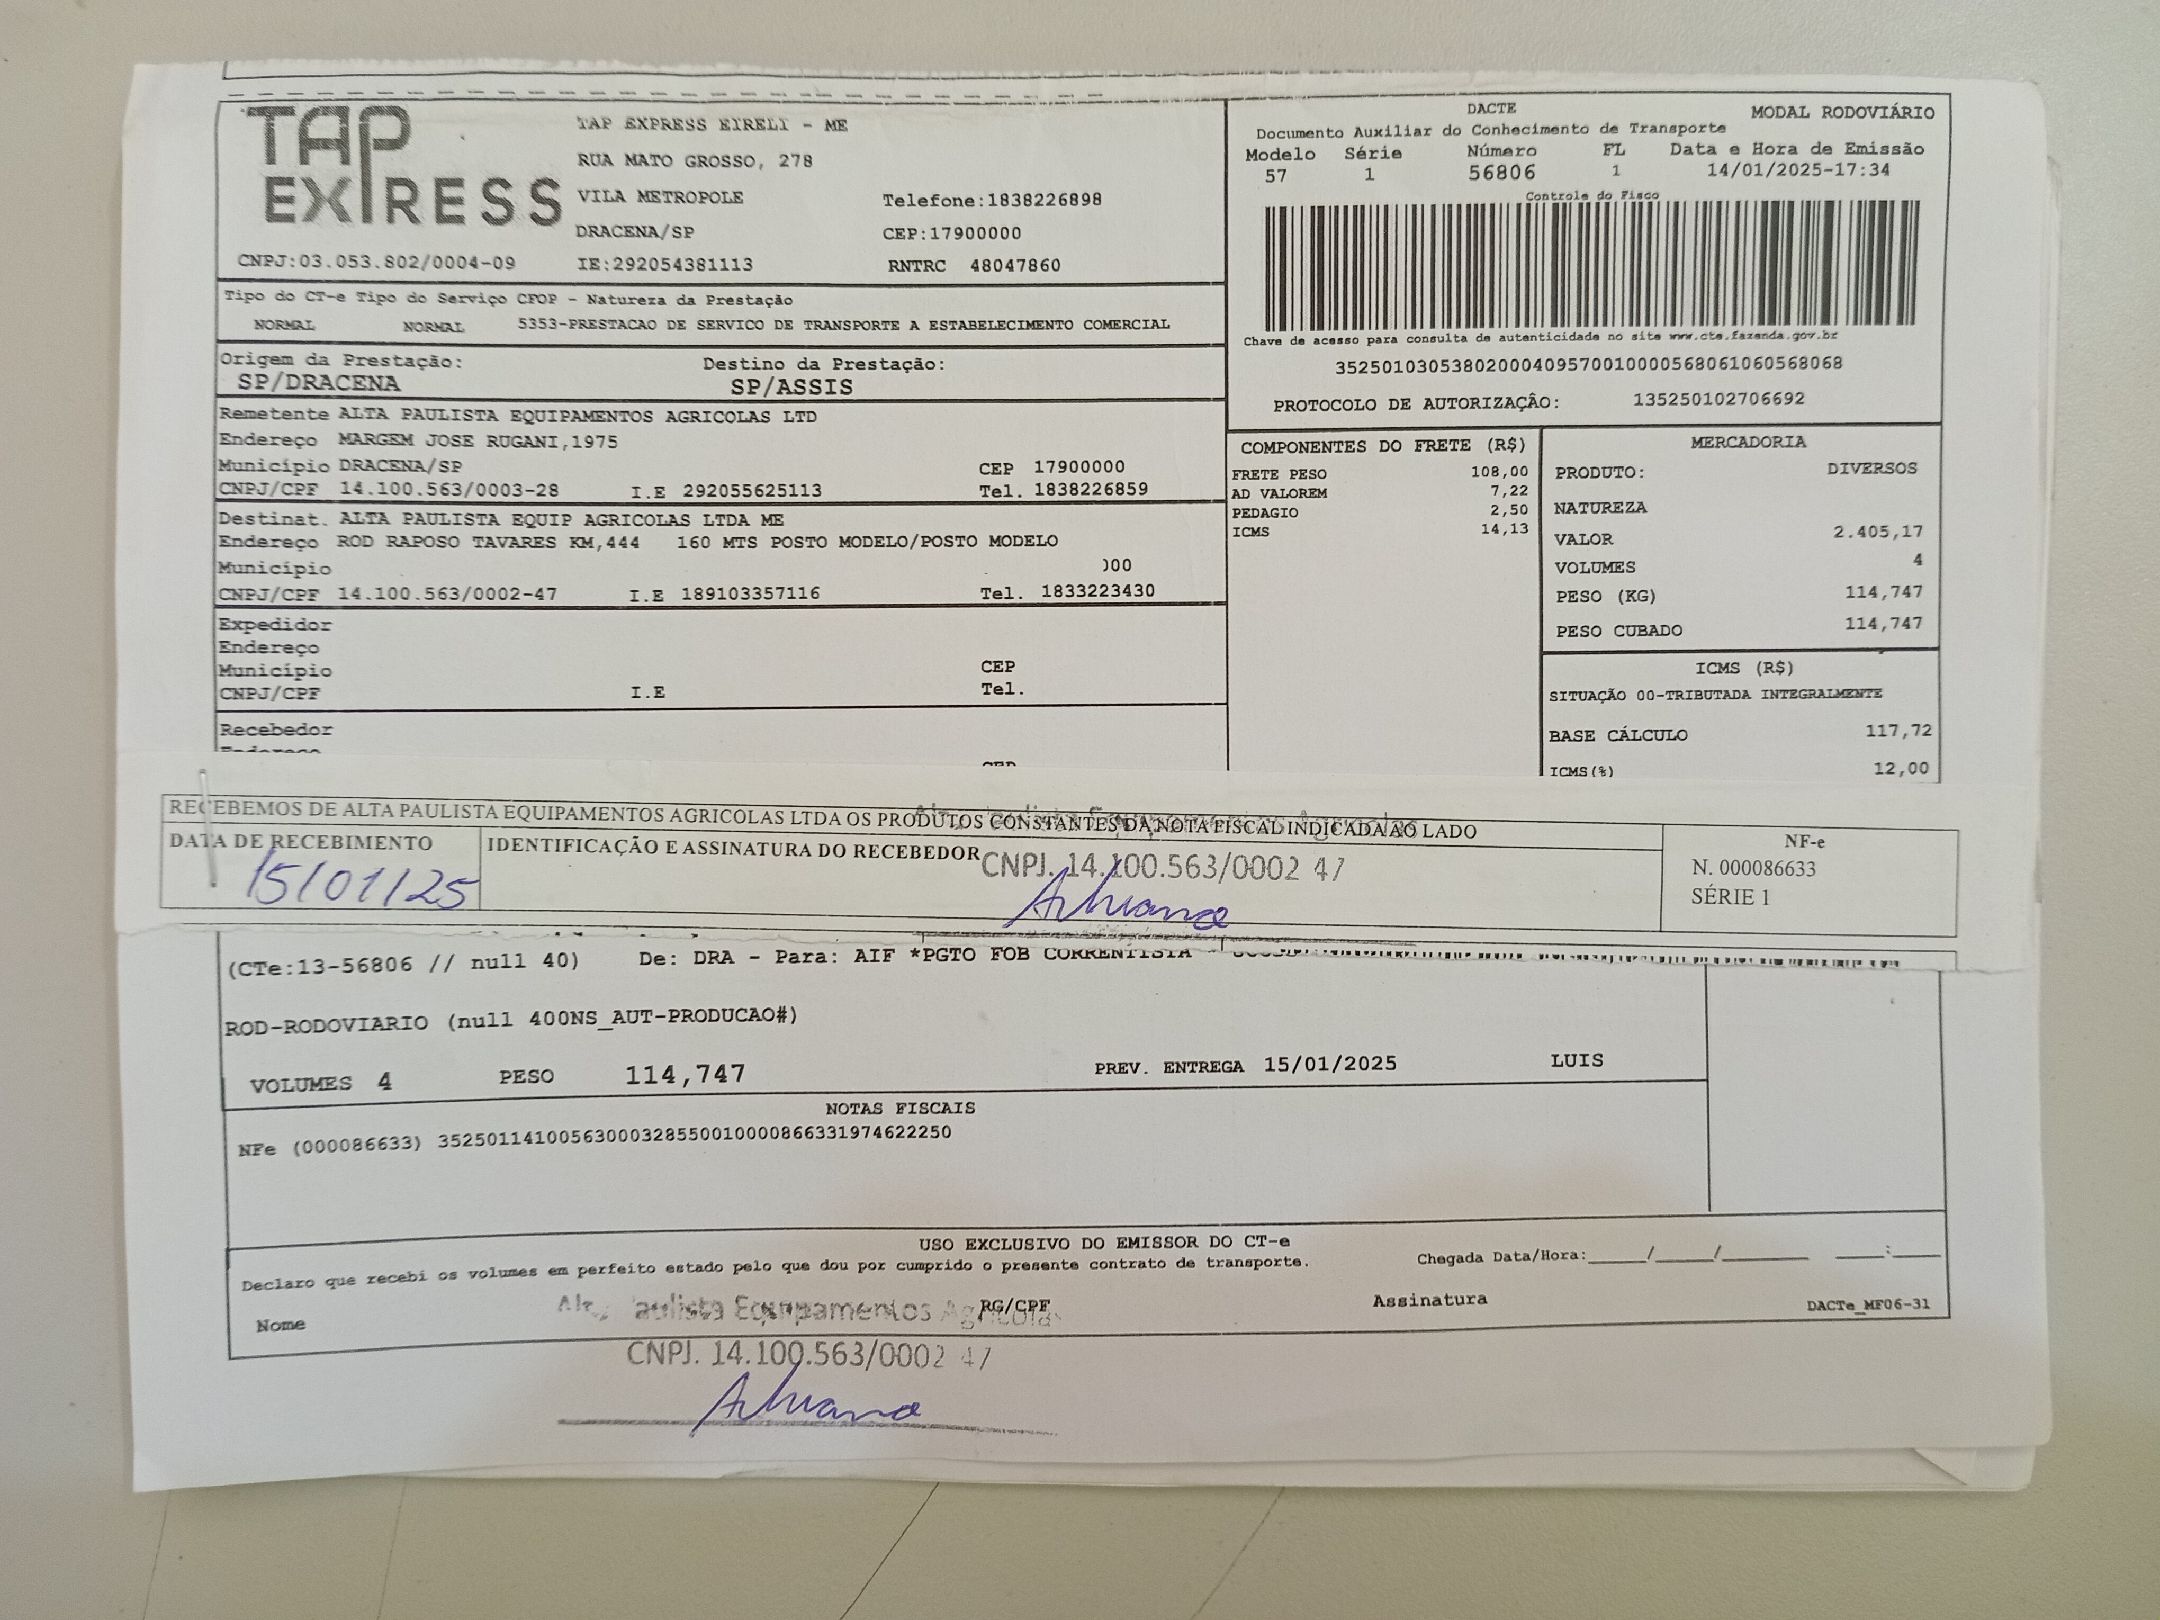 TAP EXPRESS
TAP EXPRESS EIRELI - ME
RUA MATO GROSSO, 278
VILA METROPOLE Telefone:1838226898
DRACENA/SP CEP:17900000
CNPJ:03.053.802/0004-09 IE:292054381113 RNTRC 48047860
DACTE MODAL RODOVIÁRIO
Documento Auxiliar do Conhecimento de Transporte
Modelo Série Número FL Data e Hora de Emissão
57 1 56806 1 14/01/2025-17:34
Controle do Fisco
Chave de acesso para consulta de autenticidade no site www.cte.fazenda.gov.br
35250103053802000409570010000568061060568068
PROTOCOLO DE AUTORIZAÇÂO: 135250102706692
Tipo do CT-e Tipo do Serviço CFOP - Natureza da Prestação
NORMAL NORMAL 5353-PRESTACAO DE SERVICO DE TRANSPORTE A ESTABELECIMENTO COMERCIAL
Origem da Prestação: Destino da Prestação:
SP/DRACENA SP/ASSIS
Remetente ALTA PAULISTA EQUIPAMENTOS AGRICOLAS LTD
Endereço MARGEM JOSE RUGANI,1975
Município DRACENA/SP CEP 17900000
CNPJ/CPF 14.100.563/0003-28 I.E 292055625113 Tel. 1838226859
Destinat. ALTA PAULISTA EQUIP AGRICOLAS LTDA ME
Endereço ROD RAPOSO TAVARES KM,444 160 MTS POSTO MODELO/POSTO MODELO
Município 000
CNPJ/CPF 14.100.563/0002-47 I.E 189103357116 Tel. 1833223430
Expedidor
Endereço
Município CEP
CNPJ/CPF I.E Tel.
Recebedor
Endereço
CEP
COMPONENTES DO FRETE (R$)
FRETE PESO 108,00
AD VALOREM 7,22
PEDAGIO 2,50
ICMS 14,13
MERCADORIA
PRODUTO: DIVERSOS
NATUREZA
VALOR 2.405,17
VOLUMES 4
PESO (KG) 114,747
PESO CUBADO 114,747
ICMS (R$)
SITUAÇÃO 00-TRIBUTADA INTEGRALMENTE
BASE CÁLCULO 117,72
ICMS(%) 12,00
RECEBEMOS DE ALTA PAULISTA EQUIPAMENTOS AGRICOLAS LTDA OS PRODUTOS CONSTANTES DA NOTA FISCAL INDICADA AO LADO
DATA DE RECEBIMENTO IDENTIFICAÇÃO E ASSINATURA DO RECEBEDOR
15/01/25
CNPJ. 14.100.563/0002 47
NF-e
N. 000086633
SÉRIE 1
(CTe:13-56806 // null 40) De: DRA - Para: AIF *PGTO FOB CORRENTISTA
ROD-RODOVIARIO (null 400NS_AUT-PRODUCAO#)
VOLUMES 4 PESO 114,747 PREV. ENTREGA 15/01/2025 LUIS
NOTAS FISCAIS
NFe (000086633) 35250114100563000328550010000866331974622250
USO EXCLUSIVO DO EMISSOR DO CT-e
Declaro que recebi os volumes em perfeito estado pelo que dou por cumprido o presente contrato de transporte. Chegada Data/Hora:_____/_____/________ ____:____
Nome RG/CPF Assinatura DACTe_MF06-31
Paulista Equipamentos Agricolas
CNPJ. 14.100.563/0002 47